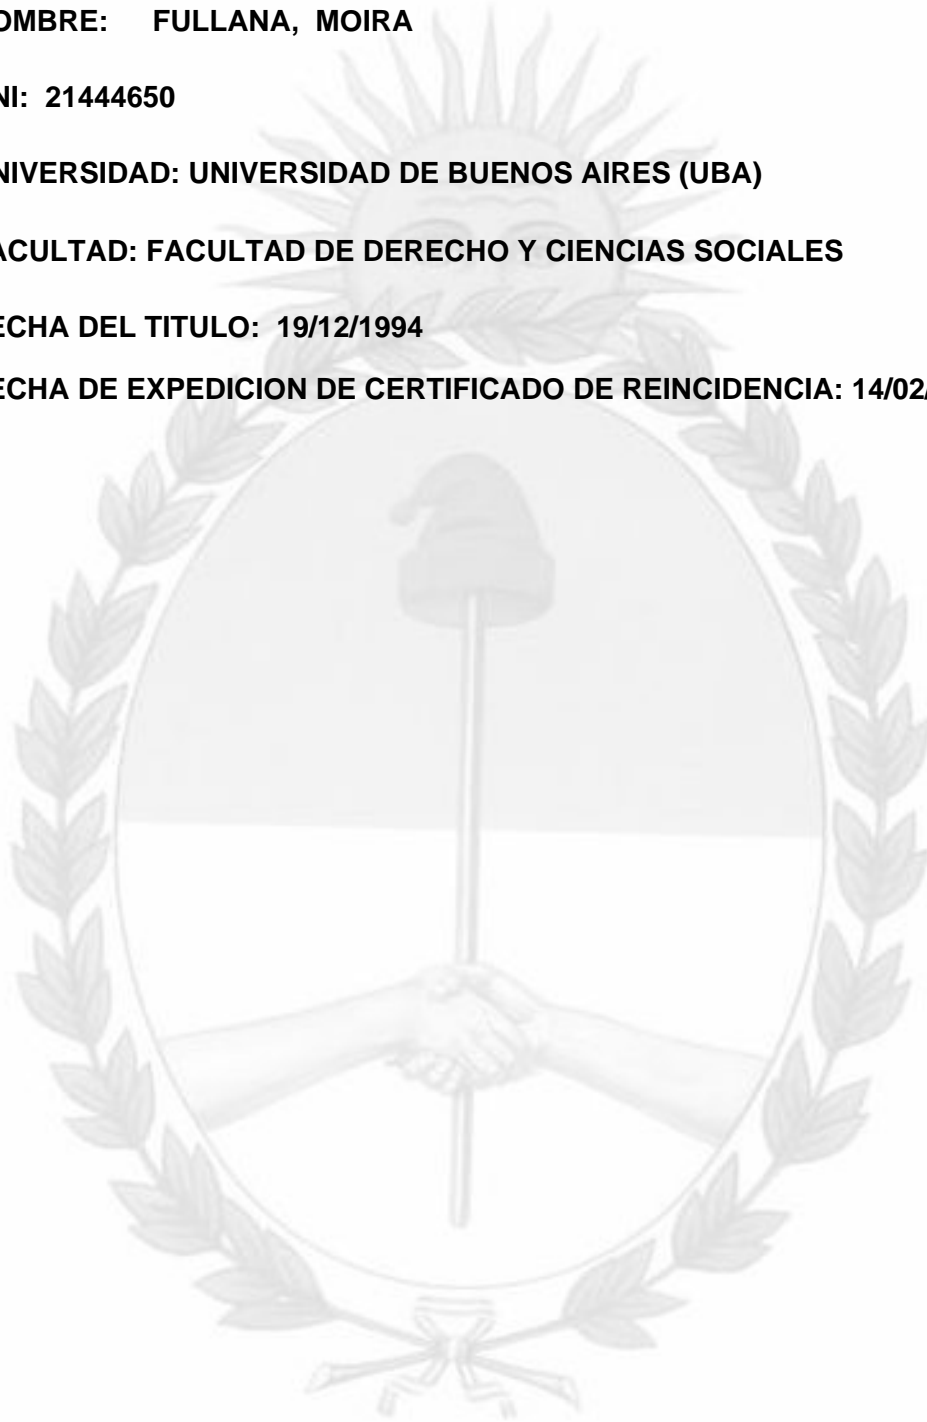 OMBRE: FULLANA, MOIRA
NI: 21444650
NIVERSIDAD: UNIVERSIDAD DE BUENOS AIRES (UBA)
ACULTAD: FACULTAD DE DERECHO Y CIENCIAS SOCIALES
ECHA DEL TITULO: 19/12/1994
ECHA DE EXPEDICION DE CERTIFICADO DE REINCIDENCIA: 14/02/